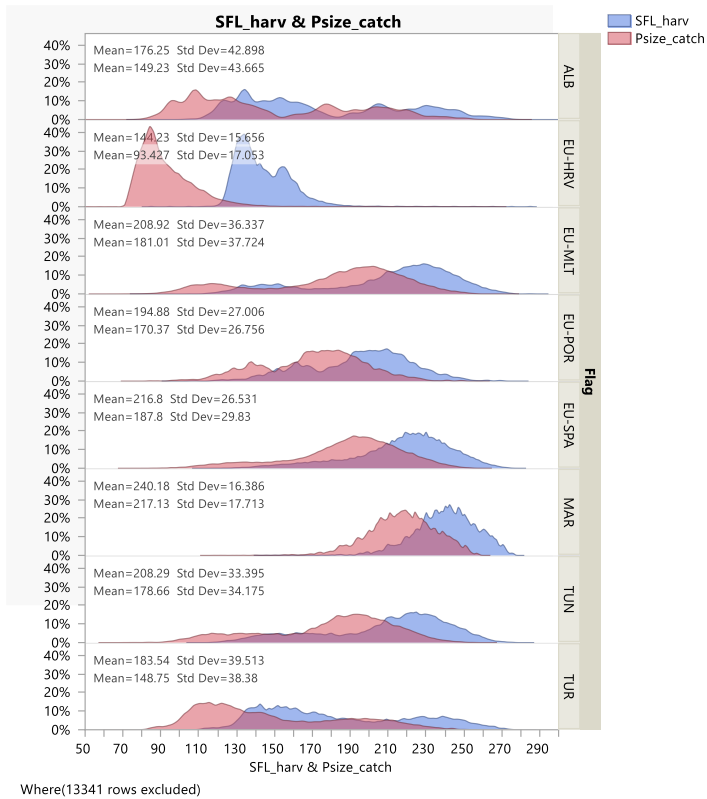 SFL_harv & Psize_catch
SFL_harv
Psize_catch
40%
30%
20%
10%
0%
Mean=176.25 Std Dev=42.898
Mean=149.23 Std Dev=43.665
ALB
40%
30%
20%
10%
0%
Mean=144.23 Std Dev=15.656
Mean=93.427 Std Dev=17.053
EU-HRV
40%
30%
20%
10%
0%
Mean=208.92 Std Dev=36.337
Mean=181.01 Std Dev=37.724
EU-MLT
40%
30%
20%
10%
0%
Mean=194.88 Std Dev=27.006
Mean=170.37 Std Dev=26.756
EU-POR
40%
30%
20%
10%
0%
Mean=216.8 Std Dev=26.531
Mean=187.8 Std Dev=29.83
EU-SPA
40%
30%
20%
10%
0%
Mean=240.18 Std Dev=16.386
Mean=217.13 Std Dev=17.713
MAR
40%
30%
20%
10%
0%
Mean=208.29 Std Dev=33.395
Mean=178.66 Std Dev=34.175
TUN
40%
30%
20%
10%
0%
Mean=183.54 Std Dev=39.513
Mean=148.75 Std Dev=38.38
TUR
Flag
50 70 90 110 130 150 170 190 210 230 250 270 290
SFL_harv & Psize_catch
Where(13341 rows excluded)